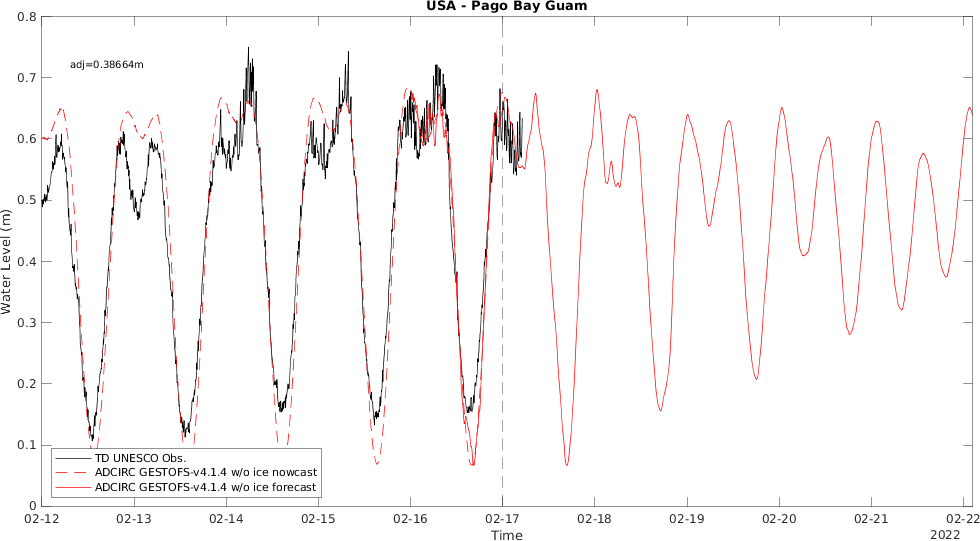 USA - Pago Bay Guam
adj=0.38664m
Water Level (m)
0.8
0.7
0.6
0.5
0.4
0.3
0.2
0.1
0
TD UNESCO Obs.
ADCIRC GESTOFS-v4.1.4 w/o ice nowcast
ADCIRC GESTOFS-v4.1.4 w/o ice forecast
02-12 02-13 02-14 02-15 02-16 02-17 02-18 02-19 02-20 02-21 02-22
Time
2022